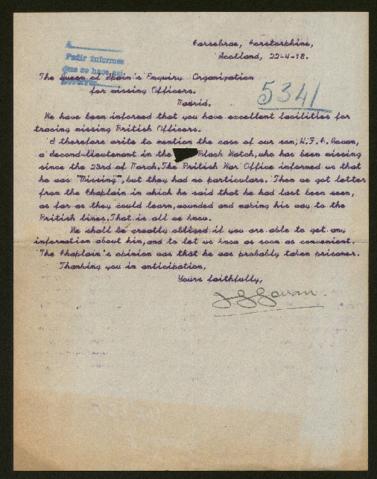 Carsebrae, Corstorphine,
Scotland, 22-4-18.
Pedir informes
The Queen of Spain's Enquiry Organization
for missing Officers.
Madrid.
5341
We have been informed that you have excellent facilities for
tracing missing British Officers.
I therefore write to mention the case of our son, W.F.A. Gavan,
a second-lieutenant in the Black Watch, who has been missing
since the 23rd of March. The British War Office informed us that
he was "Missing", but they had no particulars. Then we got letter
from the Chaplain in which he said that he had last been seen,
as far as they could learn, wounded and making his way to the
British lines. That is all we know.
We shall be greatly obliged if you are able to get any
information about him, and to let us know as soon as convenient.
The Chaplain's opinion was that he was probably taken prisoner.
Thanking you in anticipation,
Yours faithfully,